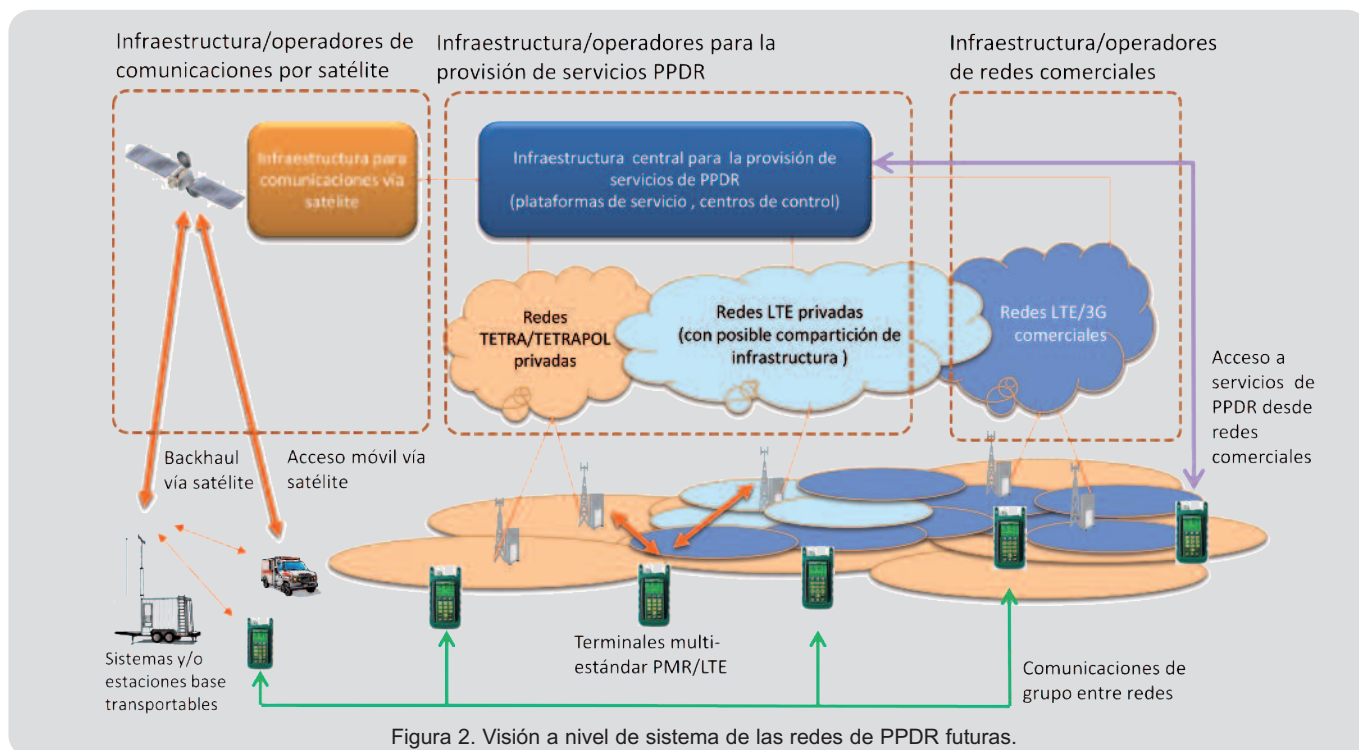 Infraestructura/operadores de
comunicaciones por satélite
Infraestructura/operadores para la
provisión de servicios PPDR
Infraestructura/operadores
de redes comerciales
Infraestructura para
comunicaciones vía
satélite
Infraestructura central para la provisión de
servicios de PPDR
(plataformas de servicio , centros de control)
Redes
TETRA/TETRAPOL
privadas
Redes LTE privadas
(con posible compartición de
infraestructura )
Redes LTE/3G
comerciales
Acceso a
servicios de
PPDR desde
redes
comerciales
Backhaul
vía satélite
Acceso móvil vía
satélite
Sistemas y/o
estaciones base
transportables
Terminales multi-
estándar PMR/LTE
Comunicaciones de
grupo entre redes
Figura 2. Visión a nivel de sistema de las redes de PPDR futuras.